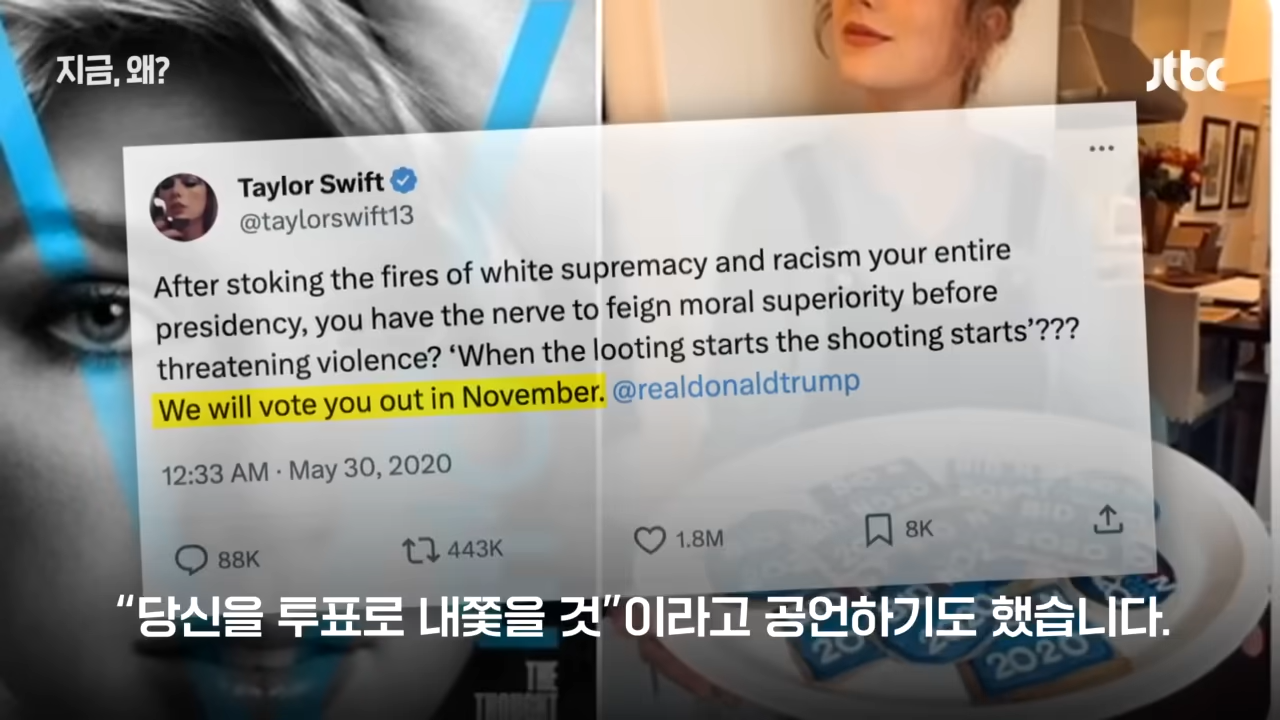 지금, 왜?
jtbc
Taylor Swift
@taylorswift13
After stoking the fires of white supremacy and racism your entire
presidency, you have the nerve to feign moral superiority before
threatening violence? ‘When the looting starts the shooting starts’???
We will vote you out in November. @realdonaldtrump
12:33 AM · May 30, 2020
88K
443K
1.8M
8K
“당신을 투표로 내쫓을 것”이라고 공언하기도 했습니다.
2020
2020
THE
THOUGHT